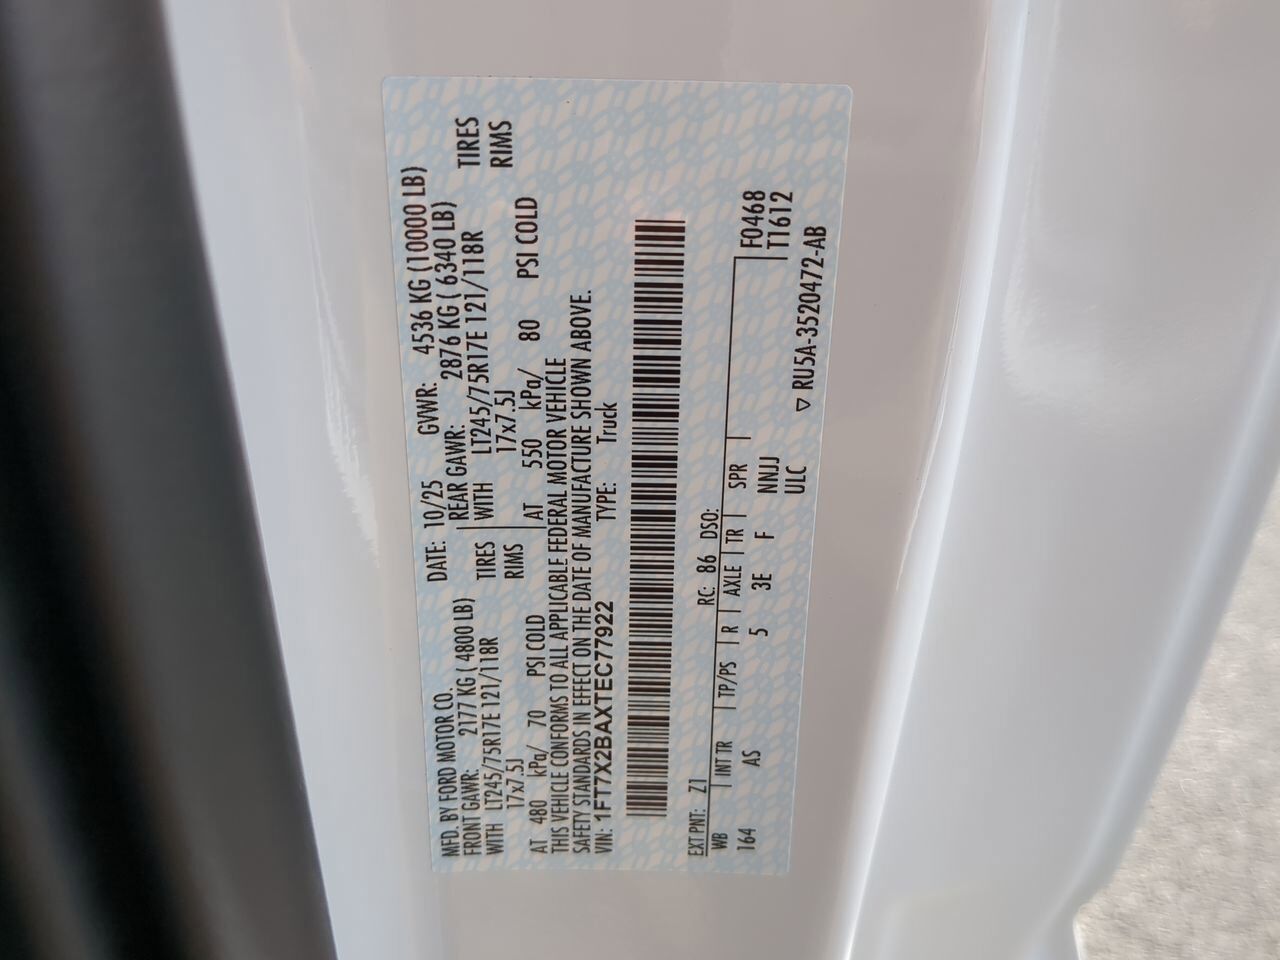 MFD. BY FORD MOTOR CO.
DATE: 10/25 GVWR: 4536 KG (10000 LB)
FRONT GAWR: 2177 KG ( 4800 LB)
REAR GAWR: 2876 KG ( 6340 LB)
WITH LT245/75R17E 121/118R TIRES
WITH LT245/75R17E 121/118R TIRES
17x7.5J RIMS
17x7.5J RIMS
AT 480 kPa/ 70 PSI COLD
AT 550 kPa/ 80 PSI COLD
THIS VEHICLE CONFORMS TO ALL APPLICABLE FEDERAL MOTOR VEHICLE
SAFETY STANDARDS IN EFFECT ON THE DATE OF MANUFACTURE SHOWN ABOVE.
VIN: 1FT7X2BAXTEC77922 TYPE: Truck
EXT PNT: Z1 RC: 86 DSO:
WB INT TR TP/PS R AXLE TR SPR F0468
164 AS 5 3E F NNJJ T1612
ULC
▽ RU5A-3520472-AB